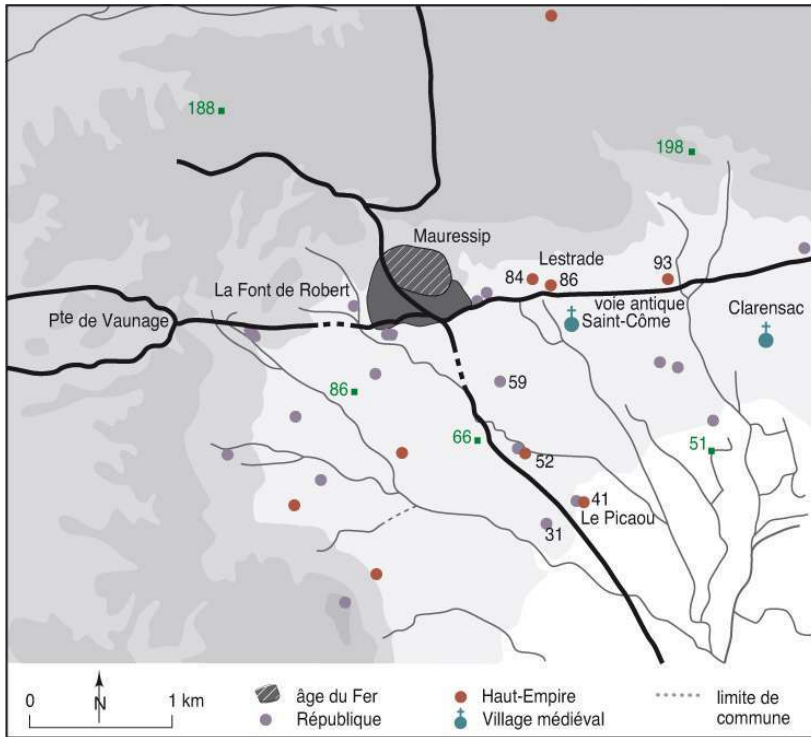 188
198
Mauressip
Lestrade
84
86
93
La Font de Robert
voie antique
Pte de Vaunage
Saint-Côme
Clarensac
86
59
66
51
52
41
Le Picaou
31
0
N
1 km
âge du Fer
République
Haut-Empire
Village médiéval
limite de
commune